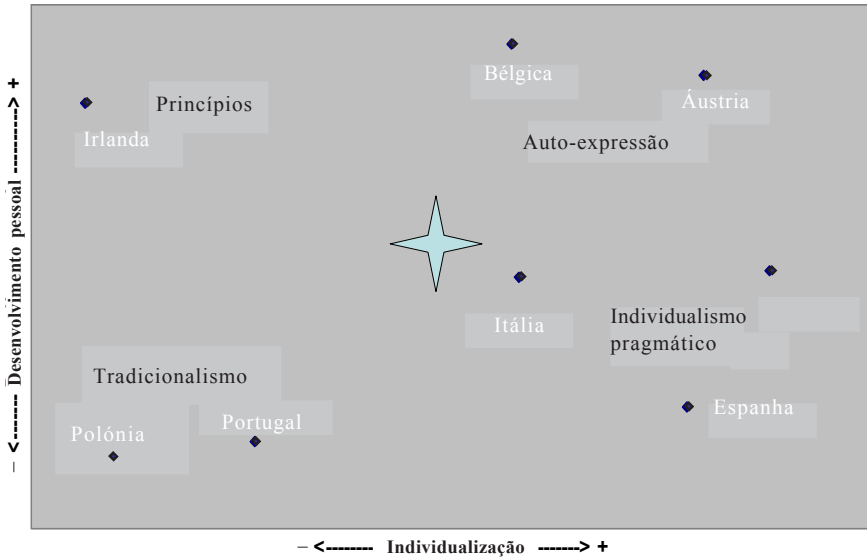 Bélgica
Áustria
Princípios
Irlanda
Auto-expressão
Itália
Individualismo
pragmático
Tradicionalismo
Espanha
Portugal
Polónia
– <------- Desenvolvimento pessoal ----------> +
– <-------- Individualização -------> +